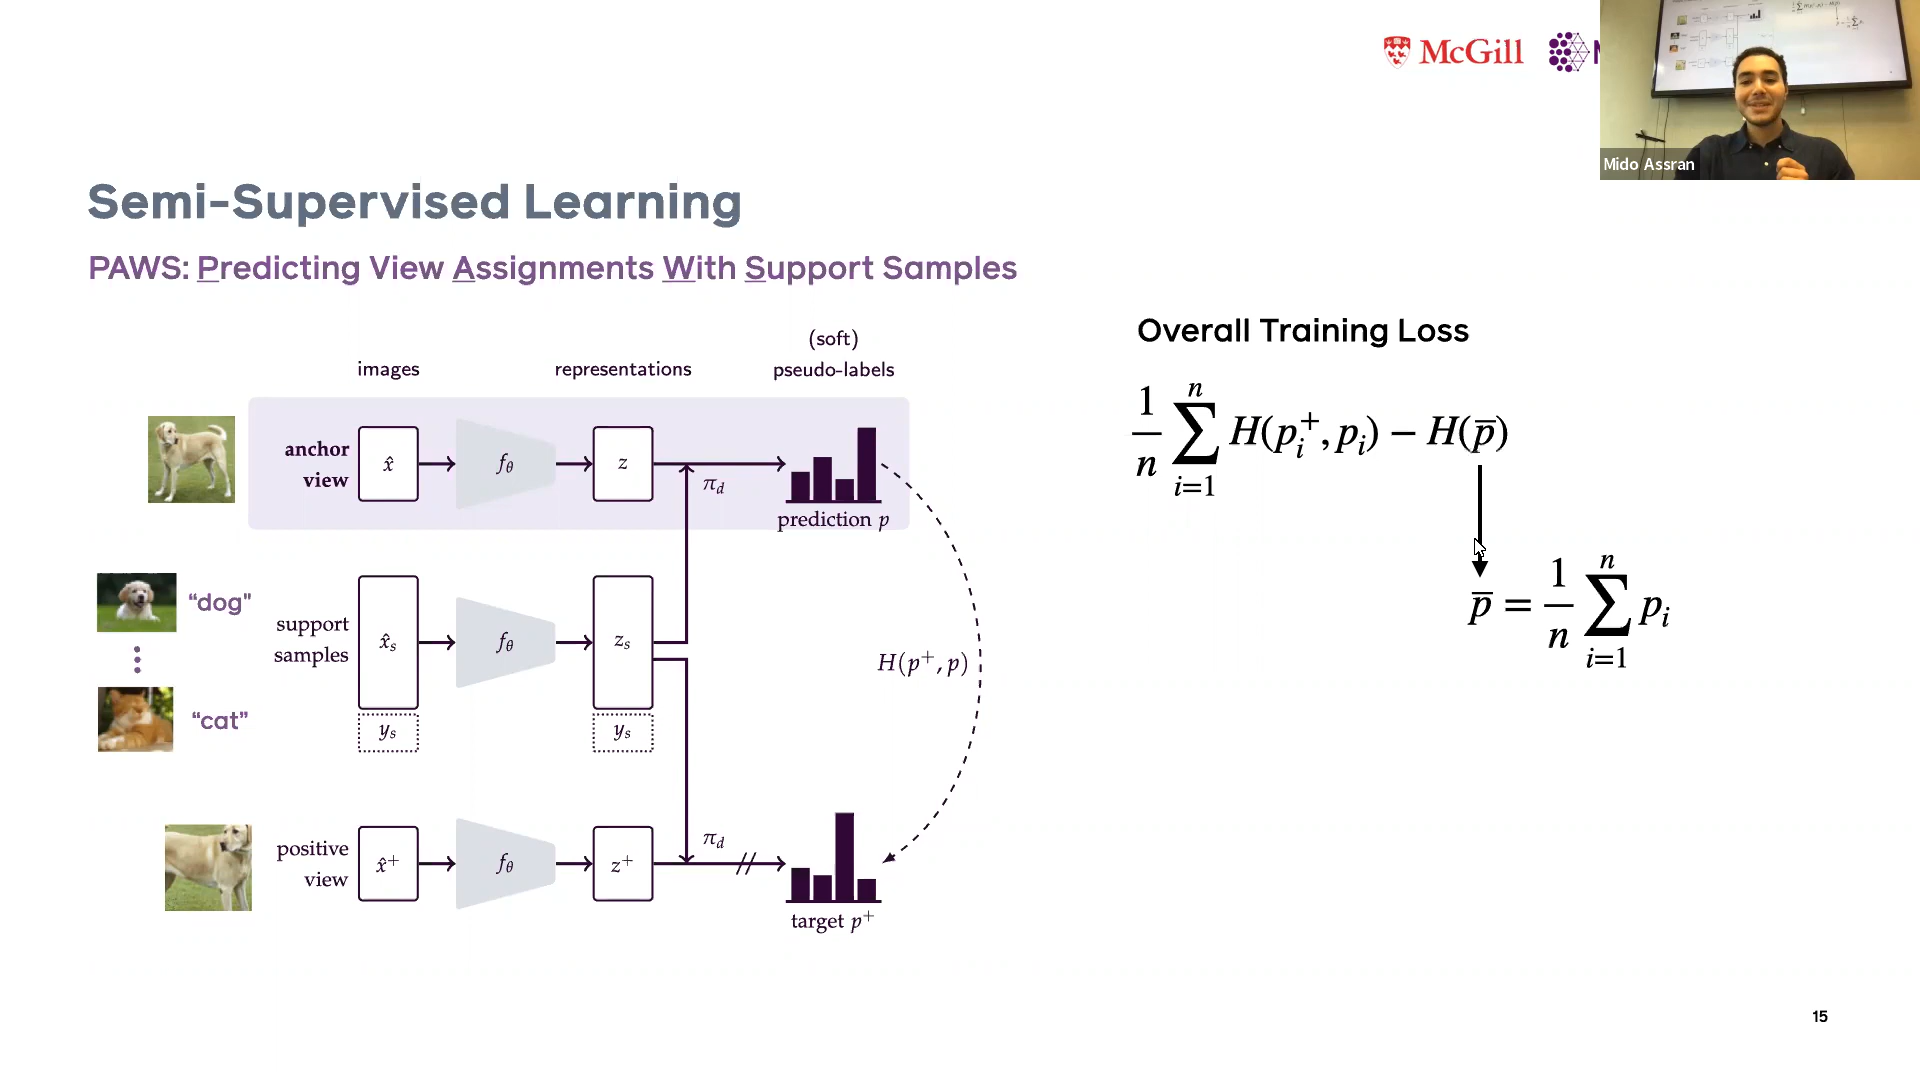 McGill
Mido Assran
Semi-Supervised Learning
PAWS: Predicting View Assignments With Support Samples
(soft)
images representations pseudo-labels
anchor
view
x̂ f_θ z π_d
prediction p
"dog"
"cat"
support
samples
x̂_s f_θ z_s
y_s y_s
H(p⁺, p)
positive
view
x̂⁺ f_θ z⁺ π_d
target p⁺
Overall Training Loss
1/n ∑_{i=1}^{n} H(p_i⁺, p_i) − H(p̅)
p̅ = 1/n ∑_{i=1}^{n} p_i
15